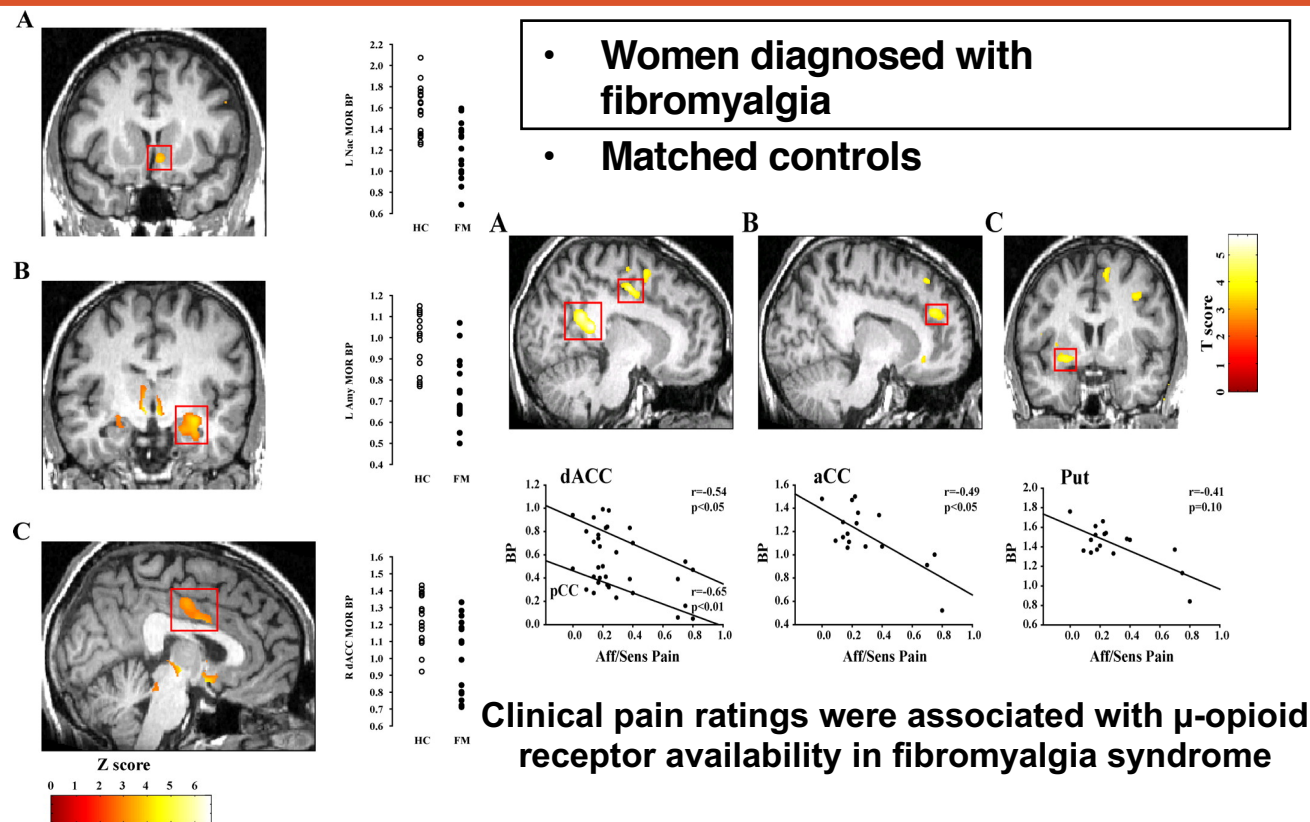 A
2.2
2.0
1.8
1.6
1.4
1.2
1.0
0.8
0.6
L Nac MOR BP
HC FM
• Women diagnosed with
fibromyalgia
• Matched controls
B
1.2
1.1
1.0
0.9
0.8
0.7
0.6
0.5
0.4
L Amy MOR BP
HC FM
C
1.6
1.5
1.4
1.3
1.2
1.1
1.0
0.9
0.8
0.7
0.6
R dACC MOR BP
HC FM
Z score
0 1 2 3 4 5 6
A
B
C
T score
0 1 2 3 4 5
dACC
r=-0.54
p<0.05
1.2
1.0
0.8
0.6
0.4
0.2
0.0
BP
pCC
r=-0.65
p<0.01
0.0 0.2 0.4 0.6 0.8 1.0
Aff/Sens Pain
aCC
r=-0.49
p<0.05
1.6
1.4
1.2
1.0
0.8
0.6
0.4
BP
0.0 0.2 0.4 0.6 0.8 1.0
Aff/Sens Pain
Put
r=-0.41
p=0.10
2.0
1.8
1.6
1.4
1.2
1.0
0.8
0.6
BP
0.0 0.2 0.4 0.6 0.8 1.0
Aff/Sens Pain
Clinical pain ratings were associated with µ-opioid
receptor availability in fibromyalgia syndrome